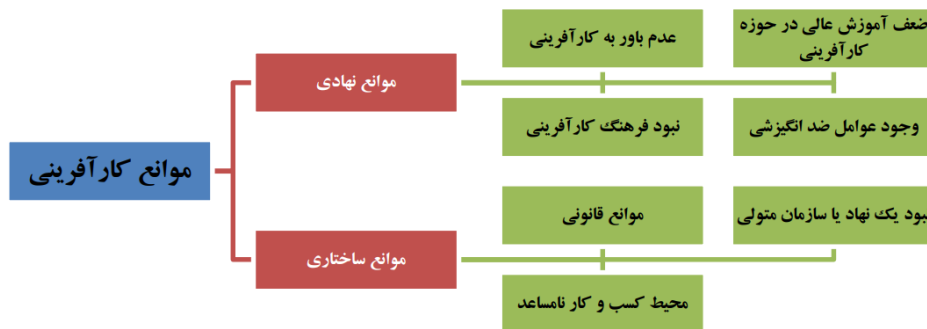 موانع کارآفرینی
موانع نهادی
عدم باور به کارآفرینی
ضعف آموزش عالی در حوزه
کارآفرینی
نبود فرهنگ کارآفرینی
وجود عوامل ضد انگیزشی
موانع ساختاری
موانع قانونی
نبود یک نهاد یا سازمان متولی
محیط کسب و کار نامساعد